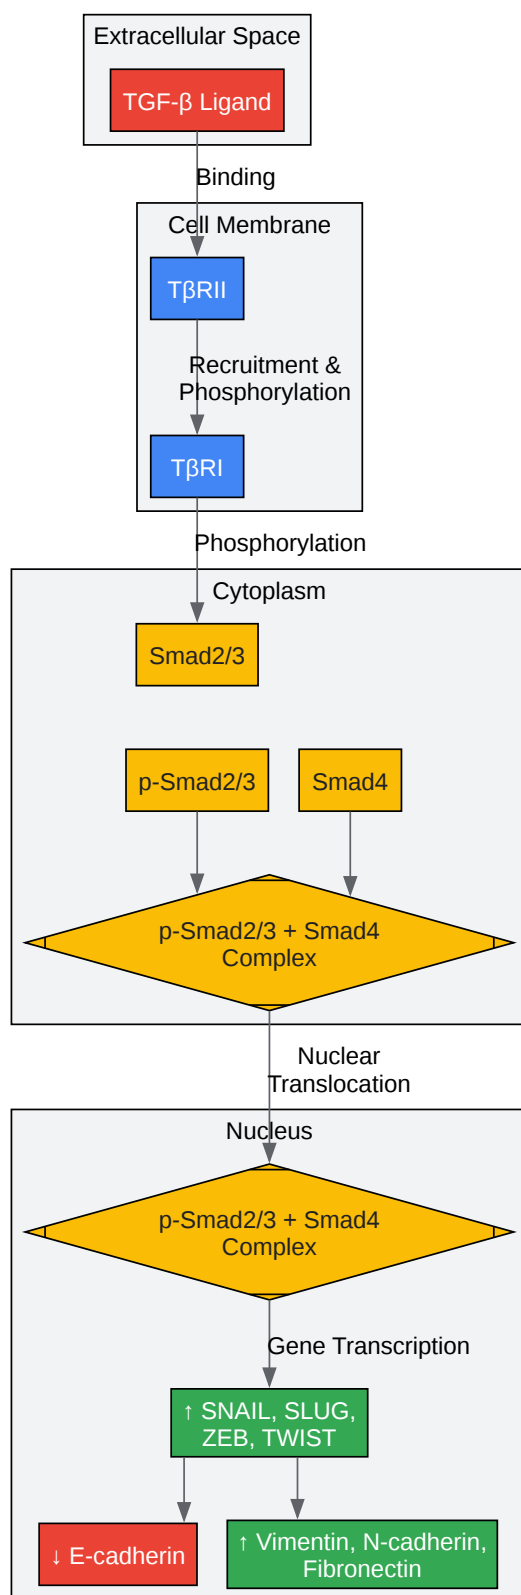 Extracellular Space
TGF-β Ligand
Binding
Cell Membrane
TβRII
Recruitment &
Phosphorylation
TβRI
Phosphorylation
Cytoplasm
Smad2/3
p-Smad2/3
Smad4
p-Smad2/3 + Smad4
Complex
Nuclear
Translocation
Nucleus
p-Smad2/3 + Smad4
Complex
Gene Transcription
↑ SNAIL, SLUG,
ZEB, TWIST
↓ E-cadherin
↑ Vimentin, N-cadherin,
Fibronectin